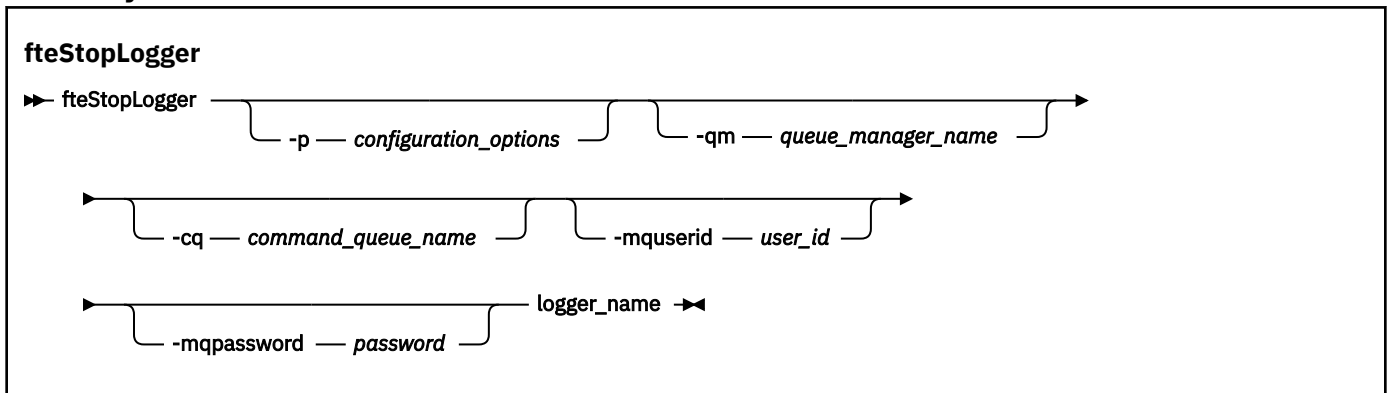 fteStopLogger
fteStopLogger
-p configuration_options -qm queue_manager_name
-cq command_queue_name -mquserid user_id
logger_name
-mqpassword password